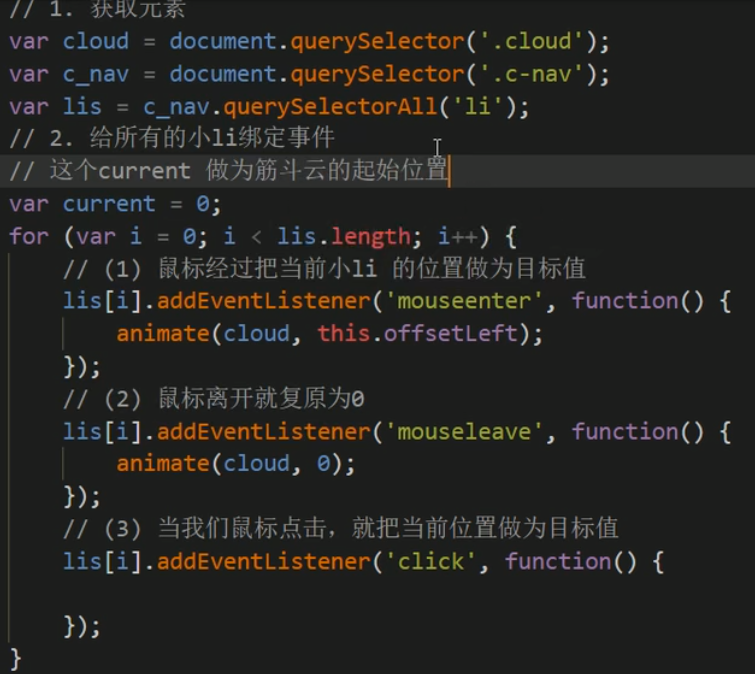 // 1. 获取元素
var cloud = document.querySelector('.cloud');
var c_nav = document.querySelector('.c-nav');
var lis = c_nav.querySelectorAll('li');
// 2. 给所有的小li绑定事件
// 这个current 做为筋斗云的起始位置
var current = 0;
for (var i = 0; i < lis.length; i++) {
    // (1) 鼠标经过把当前小li 的位置做为目标值
    lis[i].addEventListener('mouseenter', function() {
        animate(cloud, this.offsetLeft);
    });
    // (2) 鼠标离开就复原为0
    lis[i].addEventListener('mouseleave', function() {
        animate(cloud, 0);
    });
    // (3) 当我们鼠标点击，就把当前位置做为目标值
    lis[i].addEventListener('click', function() {
    });
}